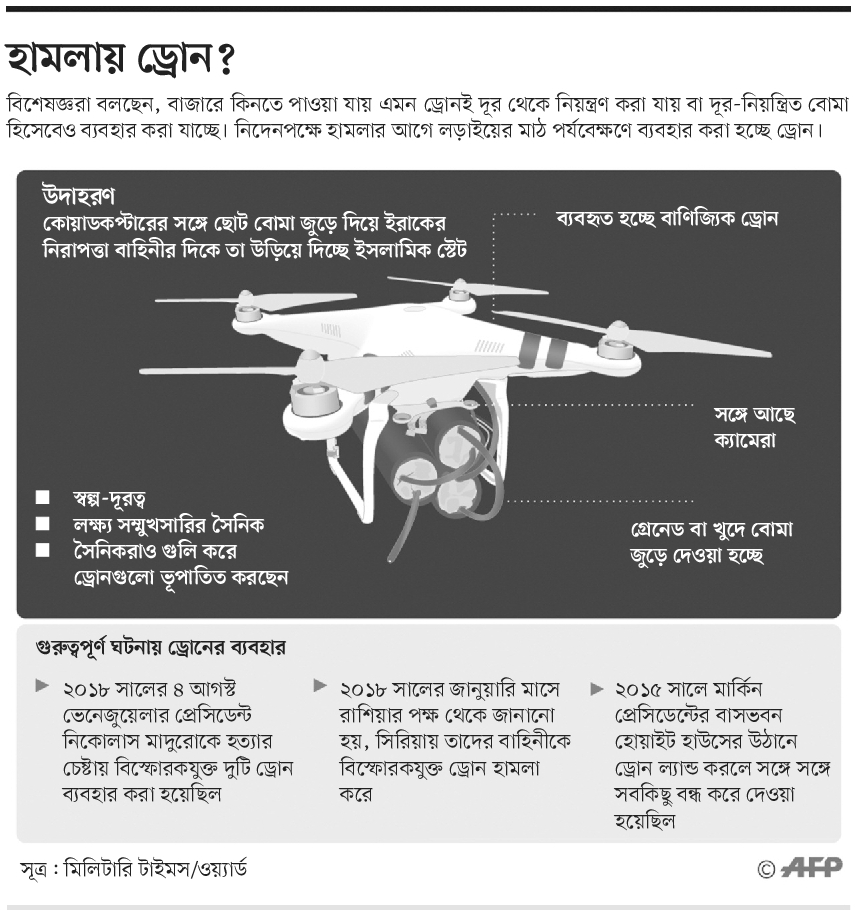 হামলায় ড্রোন?
বিশেষজ্ঞরা বলছেন, বাজারে কিনতে পাওয়া যায় এমন ড্রোনই দূর থেকে নিয়ন্ত্রণ করা যায় বা দূর-নিয়ন্ত্রিত বোমা
হিসেবেও ব্যবহার করা যাচ্ছে। নিদেনপক্ষে হামলার আগে লড়াইয়ের মাঠ পর্যবেক্ষণে ব্যবহার করা হচ্ছে ড্রোন।
উদাহরণ
কোয়াডকপ্টারের সঙ্গে ছোট বোমা জুড়ে দিয়ে ইরাকের
নিরাপত্তা বাহিনীর দিকে তা উড়িয়ে দিচ্ছে ইসলামিক স্টেট
ব্যবহৃত হচ্ছে বাণিজ্যিক ড্রোন
সঙ্গে আছে
ক্যামেরা
গ্রেনেড বা খুদে বোমা
জুড়ে দেওয়া হচ্ছে
স্বল্প-দূরত্ব
লক্ষ্য সম্মুখসারির সৈনিক
সৈনিকরাও গুলি করে
ড্রোনগুলো ভূপাতিত করছেন
গুরুত্বপূর্ণ ঘটনায় ড্রোনের ব্যবহার
২০১৮ সালের ৪ আগস্ট
ভেনেজুয়েলার প্রেসিডেন্ট
নিকোলাস মাদুরোকে হত্যার
চেষ্টায় বিস্ফোরকযুক্ত দুটি ড্রোন
ব্যবহার করা হয়েছিল
২০১৮ সালের জানুয়ারি মাসে
রাশিয়ার পক্ষ থেকে জানানো
হয়, সিরিয়ায় তাদের বাহিনীকে
বিস্ফোরকযুক্ত ড্রোন হামলা
করে
২০১৫ সালে মার্কিন
প্রেসিডেন্টের বাসভবন
হোয়াইট হাউসের উঠানে
ড্রোন ল্যান্ড করলে সঙ্গে সঙ্গে
সবকিছু বন্ধ করে দেওয়া
হয়েছিল
সূত্র : মিলিটারি টাইমস/ওয়্যার্ড
© AFP